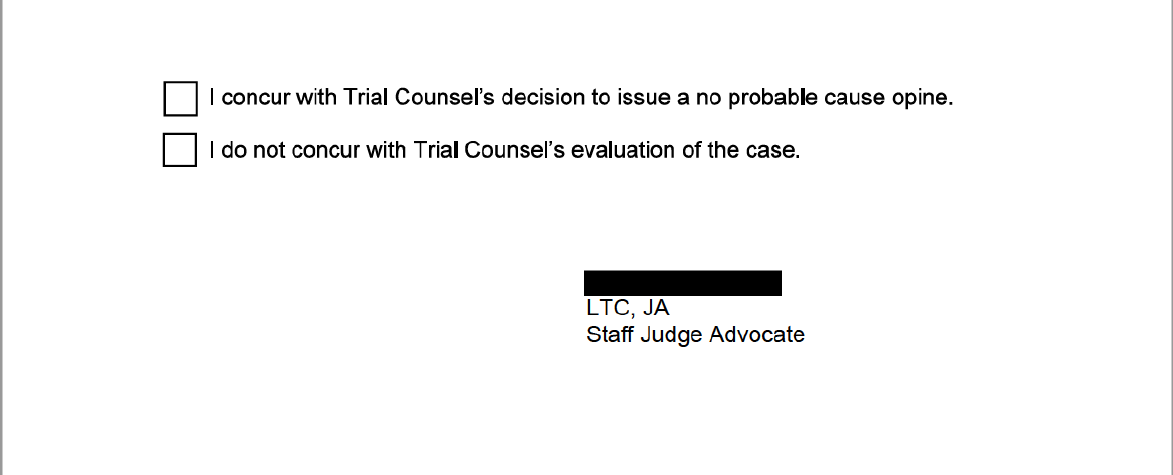 I concur with Trial Counsel's decision to issue a no probable cause opine.
I do not concur with Trial Counsel's evaluation of the case.
LTC, JA
Staff Judge Advocate